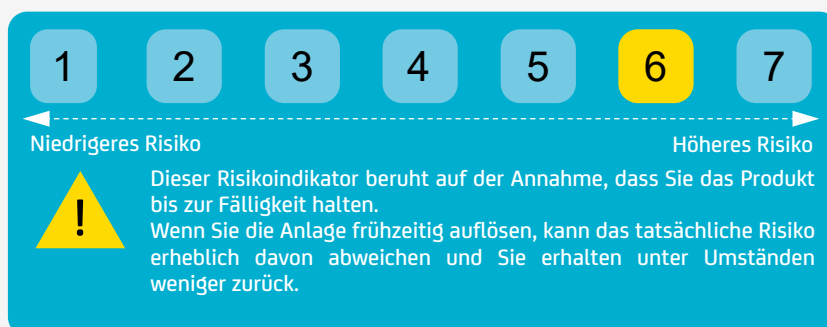 1 2 3 4 5 6 7
Niedrigeres Risiko Höheres Risiko
!
Dieser Risikoindikator beruht auf der Annahme, dass Sie das Produkt
bis zur Fälligkeit halten.
Wenn Sie die Anlage frühzeitig auflösen, kann das tatsächliche Risiko
erheblich davon abweichen und Sie erhalten unter Umständen
weniger zurück.